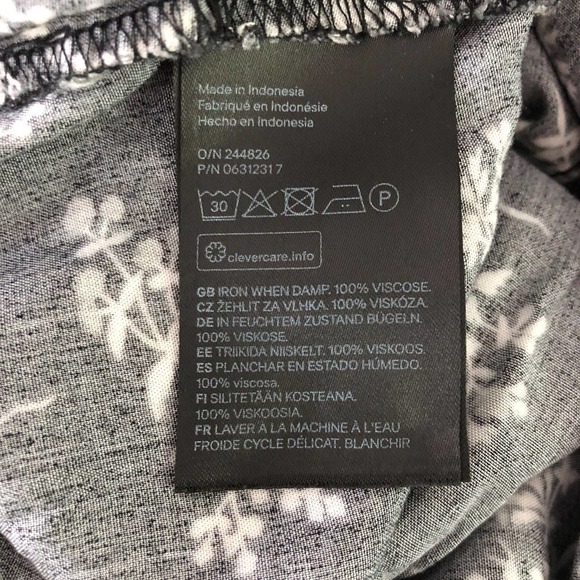 Made in Indonesia
Fabriqué en Indonésie
Hecho en Indonesia
O/N 244826
P/N 06312317
30 P
clevercare.info
GB IRON WHEN DAMP. 100% VISCOSE.
CZ ŽEHLIT ZA VLHKA. 100% VISKÓZA.
DE IN FEUCHTEM ZUSTAND BÜGELN.
100% VISKOSE.
EE TRIIKIDA NIISKELT. 100% VISKOOS.
ES PLANCHAR EN ESTADO HÚMEDO.
100% viscosa.
FI SILITETÄÄN KOSTEANA.
100% VISKOOSIA.
FR LAVER À LA MACHINE À L'EAU
FROIDE CYCLE DÉLICAT. BLANCHIR